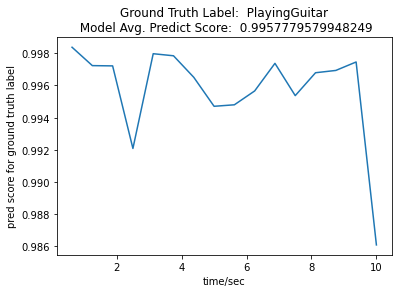 Ground Truth Label:  PlayingGuitar
Model Avg. Predict Score:  0.9957779579948249
pred score for ground truth label
0.998
0.996
0.994
0.992
0.990
0.988
0.986
2 4 6 8 10
time/sec